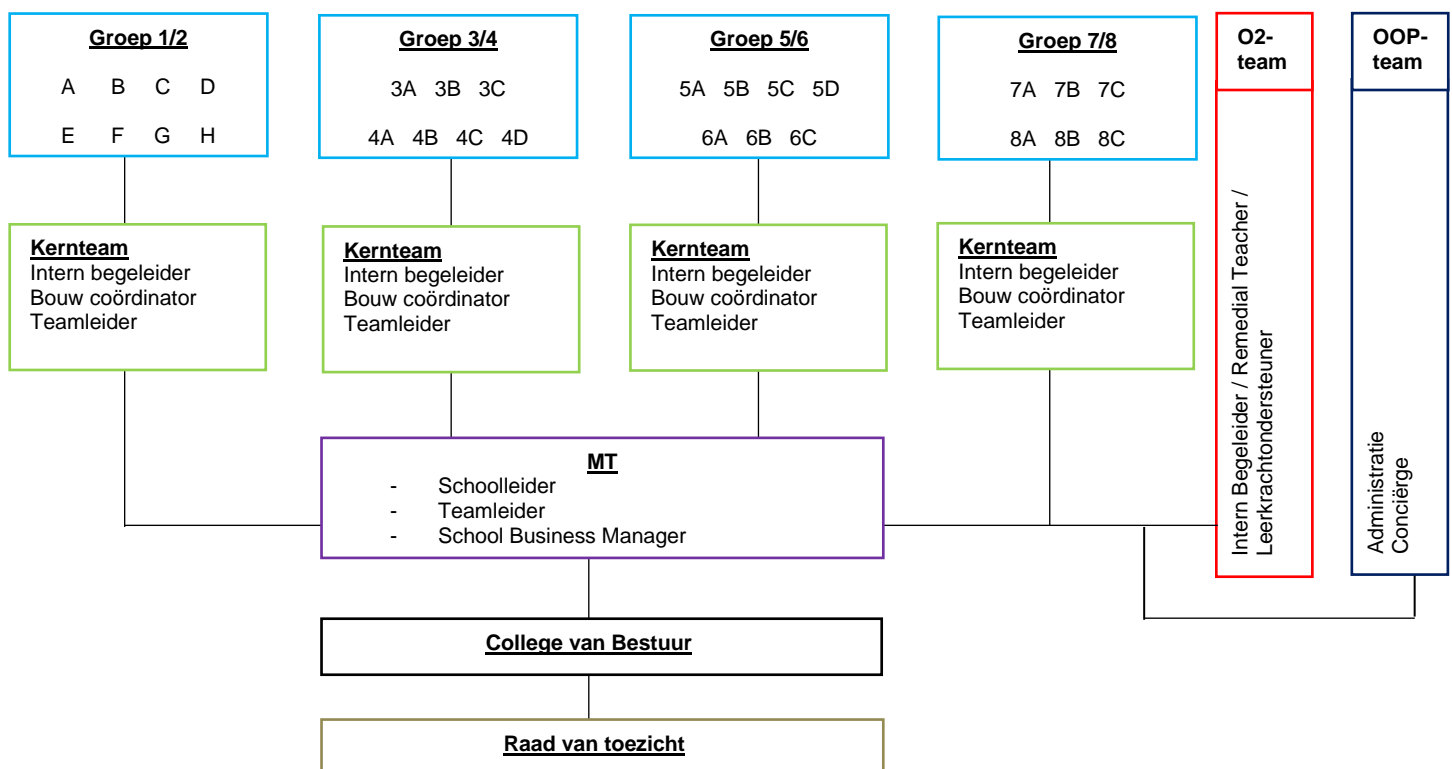 Groep 1/2
A B C D
E F G H
Groep 3/4
3A 3B 3C
4A 4B 4C 4D
Groep 5/6
5A 5B 5C 5D
6A 6B 6C
Groep 7/8
7A 7B 7C
8A 8B 8C
O2-
team
Intern Begeleider / Remedial Teacher /
Leerkrachtondersteuner
OOP-
team
Administratie
Conciërge
Kernteam
Intern begeleider
Bouw coördinator
Teamleider
Kernteam
Intern begeleider
Bouw coördinator
Teamleider
Kernteam
Intern begeleider
Bouw coördinator
Teamleider
Kernteam
Intern begeleider
Bouw coördinator
Teamleider
MT
- Schoolleider
- Teamleider
- School Business Manager
College van Bestuur
Raad van toezicht